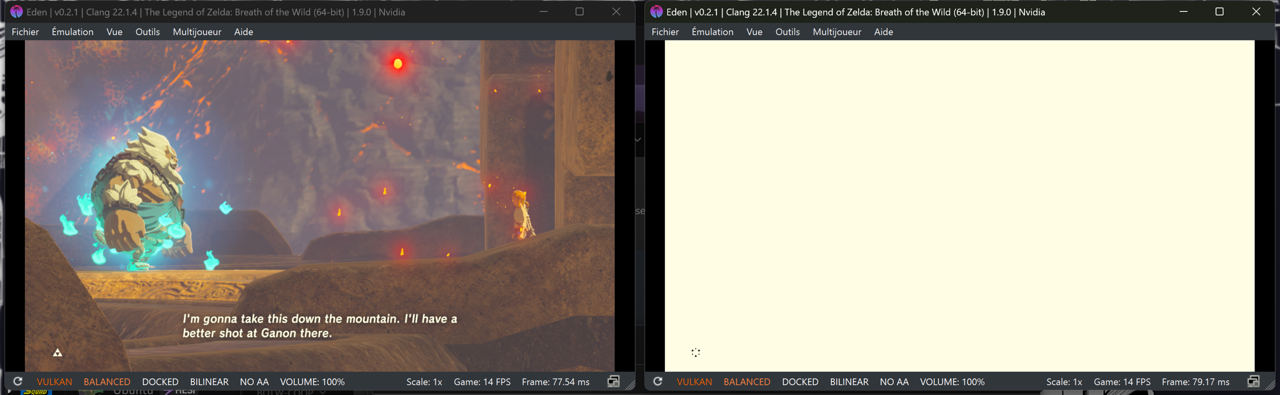 Eden | v0.2.1 | Clang 22.1.4 | The Legend of Zelda: Breath of the Wild (64-bit) | 1.9.0 | Nvidia
Fichier Émulation Vue Outils Multijoueur Aide
I'm gonna take this down the mountain. I'll have a
better shot at Ganon there.
VULKAN BALANCED DOCKED BILINEAR NO AA VOLUME: 100% Scale: 1x Game: 14 FPS Frame: 77.54 ms
Eden | v0.2.1 | Clang 22.1.4 | The Legend of Zelda: Breath of the Wild (64-bit) | 1.9.0 | Nvidia
Fichier Émulation Vue Outils Multijoueur Aide
VULKAN BALANCED DOCKED BILINEAR NO AA VOLUME: 100% Scale: 1x Game: 14 FPS Frame: 79.17 ms